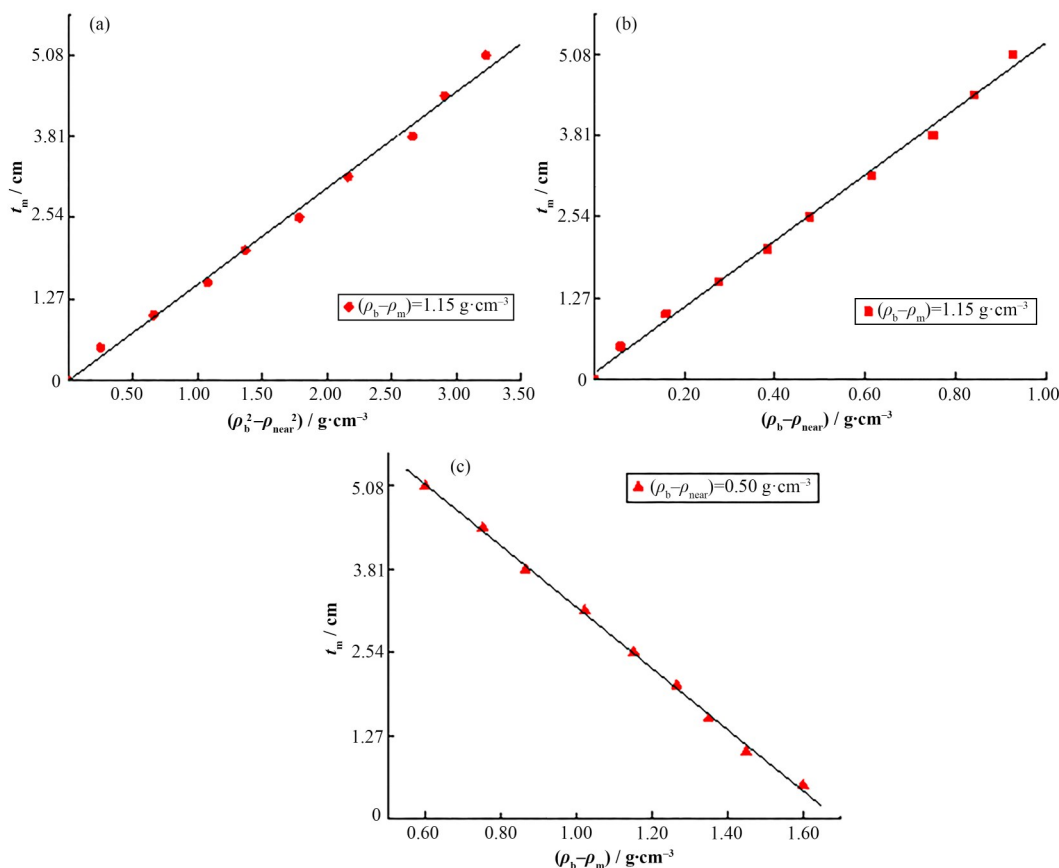 (a)
5.08
3.81
2.54
1.27
0
t_m / cm
(ρ_b–ρ_m)=1.15 g·cm⁻³
0.50 1.00 1.50 2.00 2.50 3.00 3.50
(ρ_b²–ρ_near²) / g·cm⁻³
(b)
5.08
3.81
2.54
1.27
0
t_m / cm
(ρ_b–ρ_m)=1.15 g·cm⁻³
0.20 0.40 0.60 0.80 1.00
(ρ_b–ρ_near) / g·cm⁻³
(c)
5.08
3.81
2.54
1.27
0
t_m / cm
(ρ_b–ρ_near)=0.50 g·cm⁻³
0.60 0.80 1.00 1.20 1.40 1.60
(ρ_b–ρ_m) / g·cm⁻³